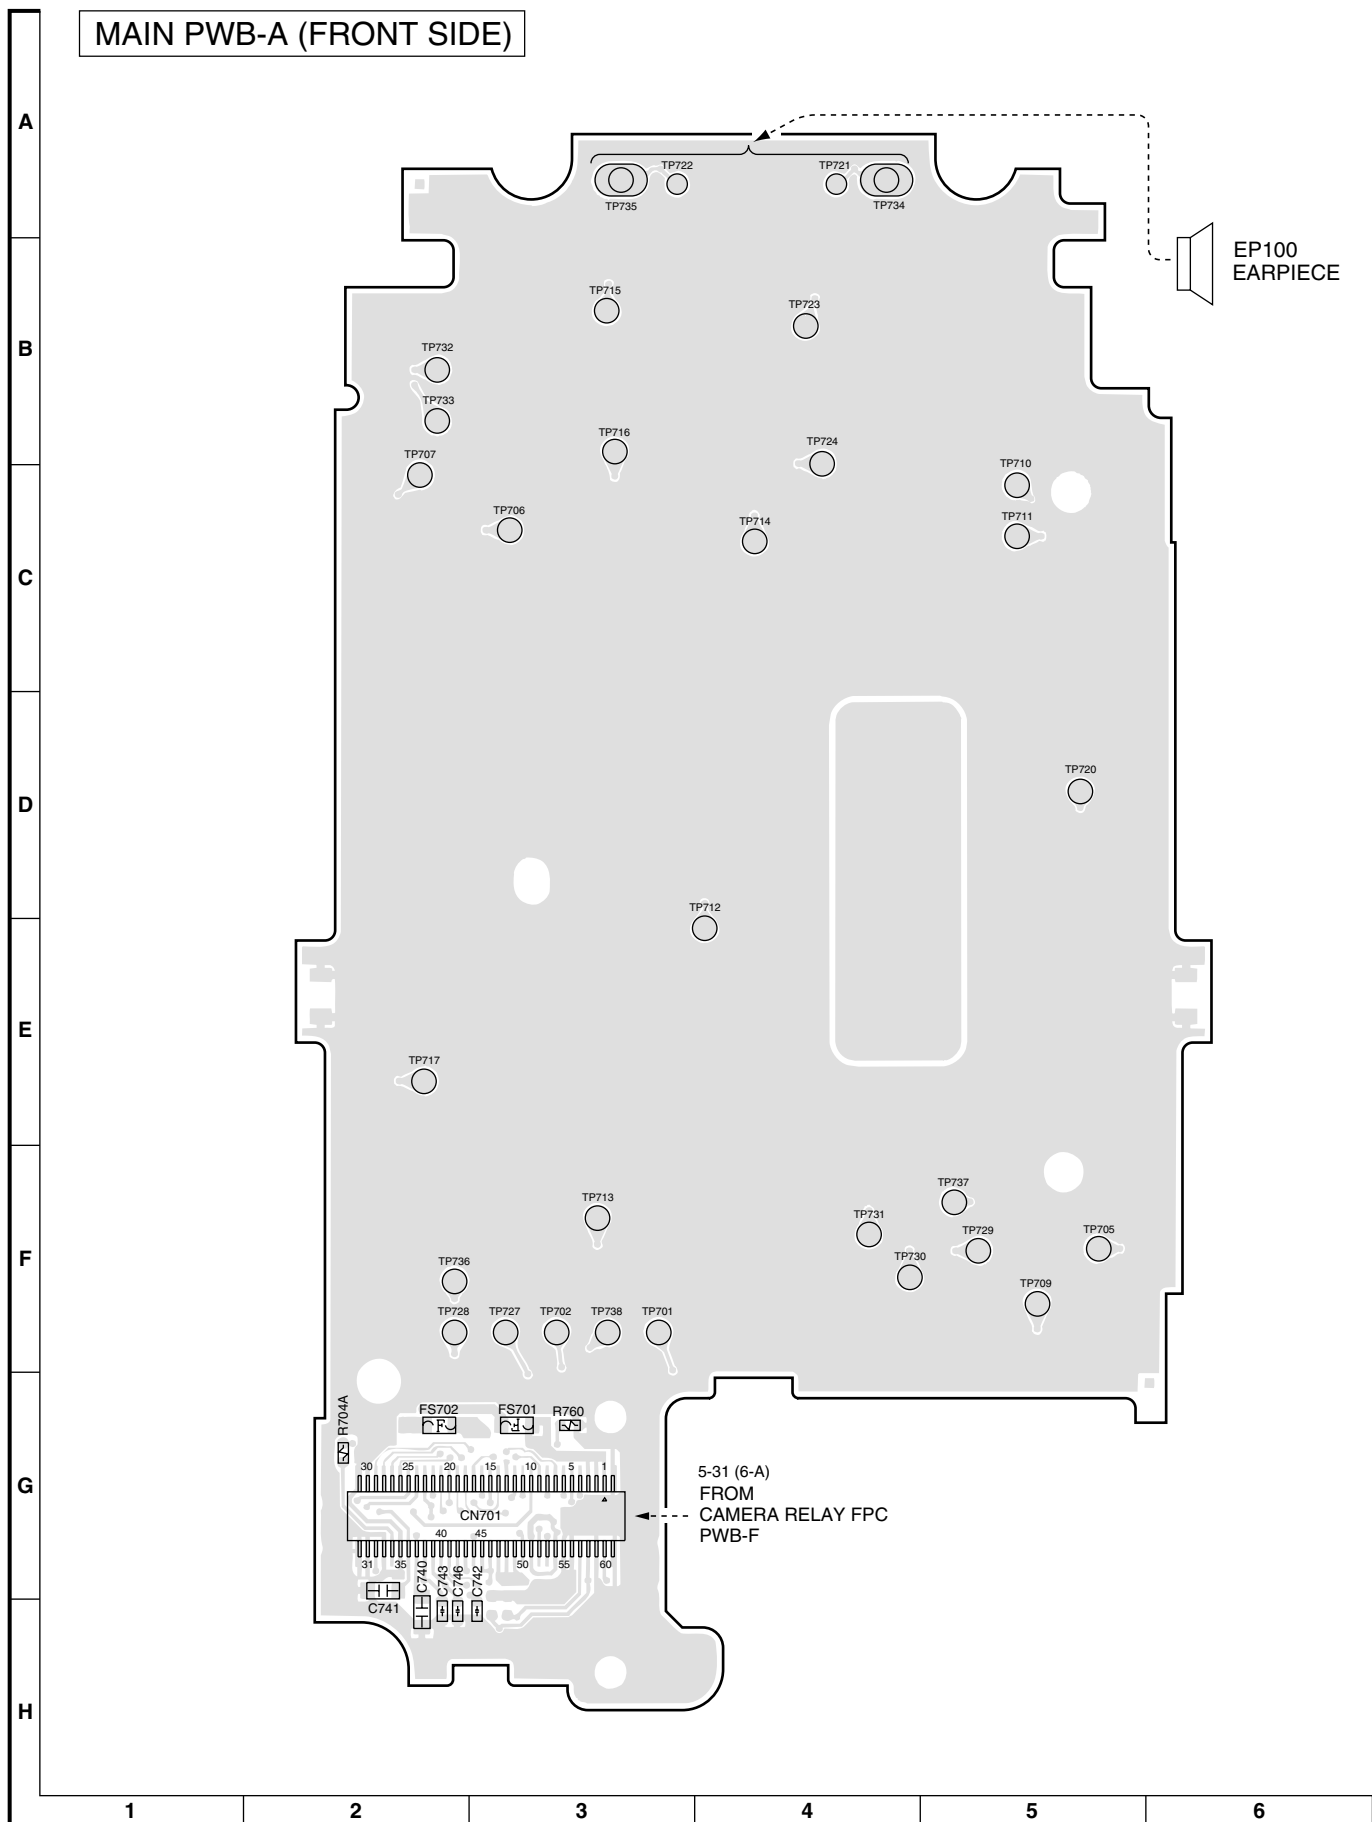 MAIN PWB-A (FRONT SIDE)
A
TP722
TP721
TP735
TP734
EP100
EARPIECE
TP715
TP723
B
TP732
TP733
TP716
TP724
TP707
TP710
TP706
TP714
TP711
C
TP720
D
TP712
E
TP717
TP737
TP713
TP731
TP729
TP705
F
TP736
TP730
TP709
TP728
TP727
TP702
TP738
TP701
R704A
FS702
FS701
R760
30 25 20 15 10 5 1
5-31 (6-A)
FROM
CAMERA RELAY FPC
PWB-F
G
CN701
40 45
31 35 50 55 60
C740
C743
C746
C742
C741
H
1 2 3 4 5 6